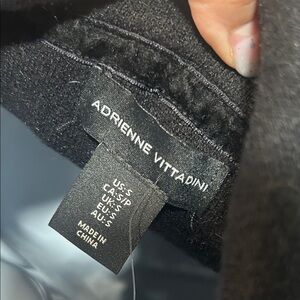 ADRIENNE VITTADINI
US:S
CA:S/P
UK:S
EU:S
AU:S
MADE IN
CHINA